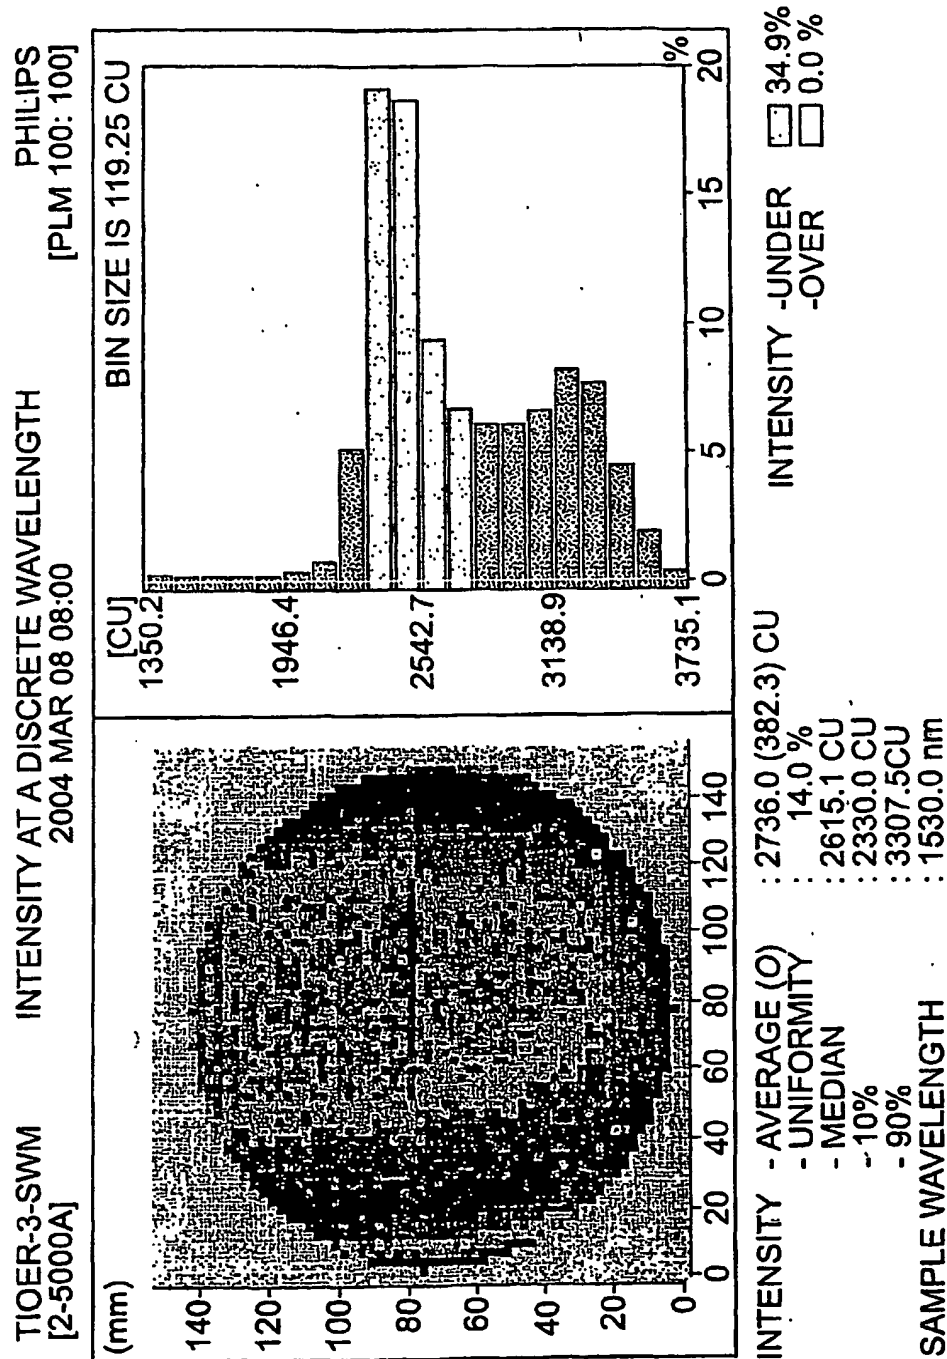 TIOER-3-SWM INTENSITY AT A DISCRETE WAVELENGTH PHILIPS
[2-5000A] 2004 MAR 08 08:00 [PLM 100: 100]
(mm)
140
120
100
80
60
40
20
0
0 20 40 60 80 100 120 140
BIN SIZE IS 119.25 CU
[CU]
1350.2
1946.4
2542.7
3138.9
3735.1
0 5 10 15 20
%
INTENSITY - AVERAGE (O) : 2736.0 (382.3) CU
- UNIFORMITY : 14.0 %
- MEDIAN : 2615.1 CU
- 10% : 2330.0 CU
- 90% : 3307.5CU
SAMPLE WAVELENGTH : 1530.0 nm
INTENSITY -UNDER 34.9%
-OVER 0.0 %